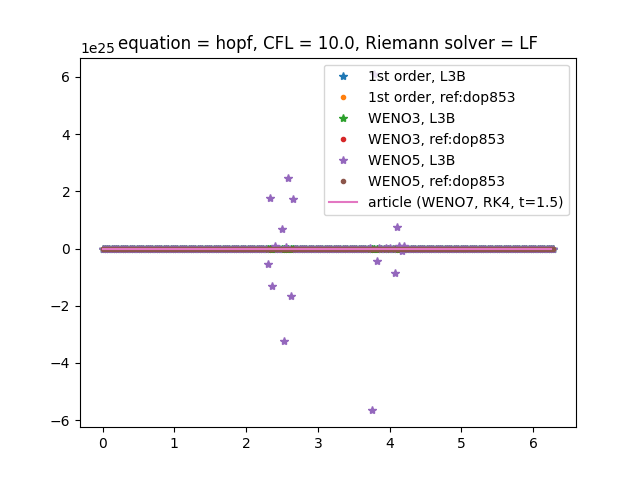 equation = hopf, CFL = 10.0, Riemann solver = LF
1e25
1st order, L3B
1st order, ref:dop853
WENO3, L3B
WENO3, ref:dop853
WENO5, L3B
WENO5, ref:dop853
article (WENO7, RK4, t=1.5)
6
4
2
0
−2
−4
−6
0 1 2 3 4 5 6